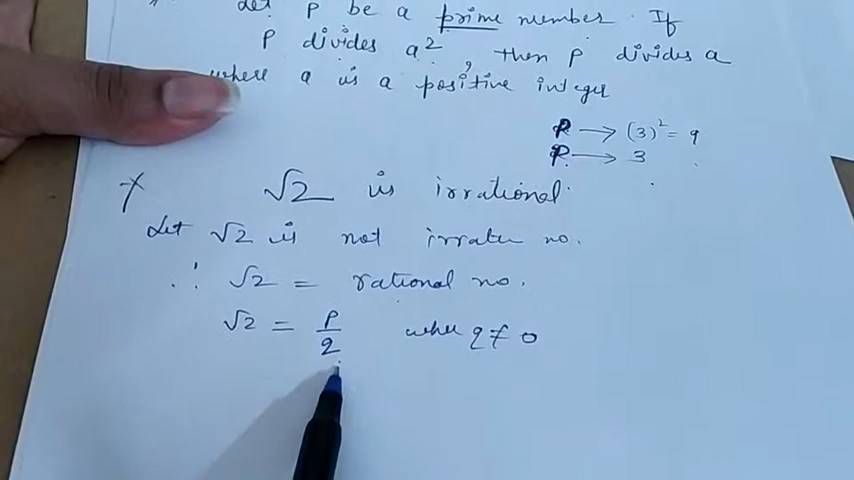 Let P be a prime number. If
P divides a², then P divides a
where a is a positive integer
P → (3)² = 9
P → 3
√2 is irrational.
Let √2 is not irratn no.
∴ √2 = rational no.
√2 = P/q where q ≠ 0